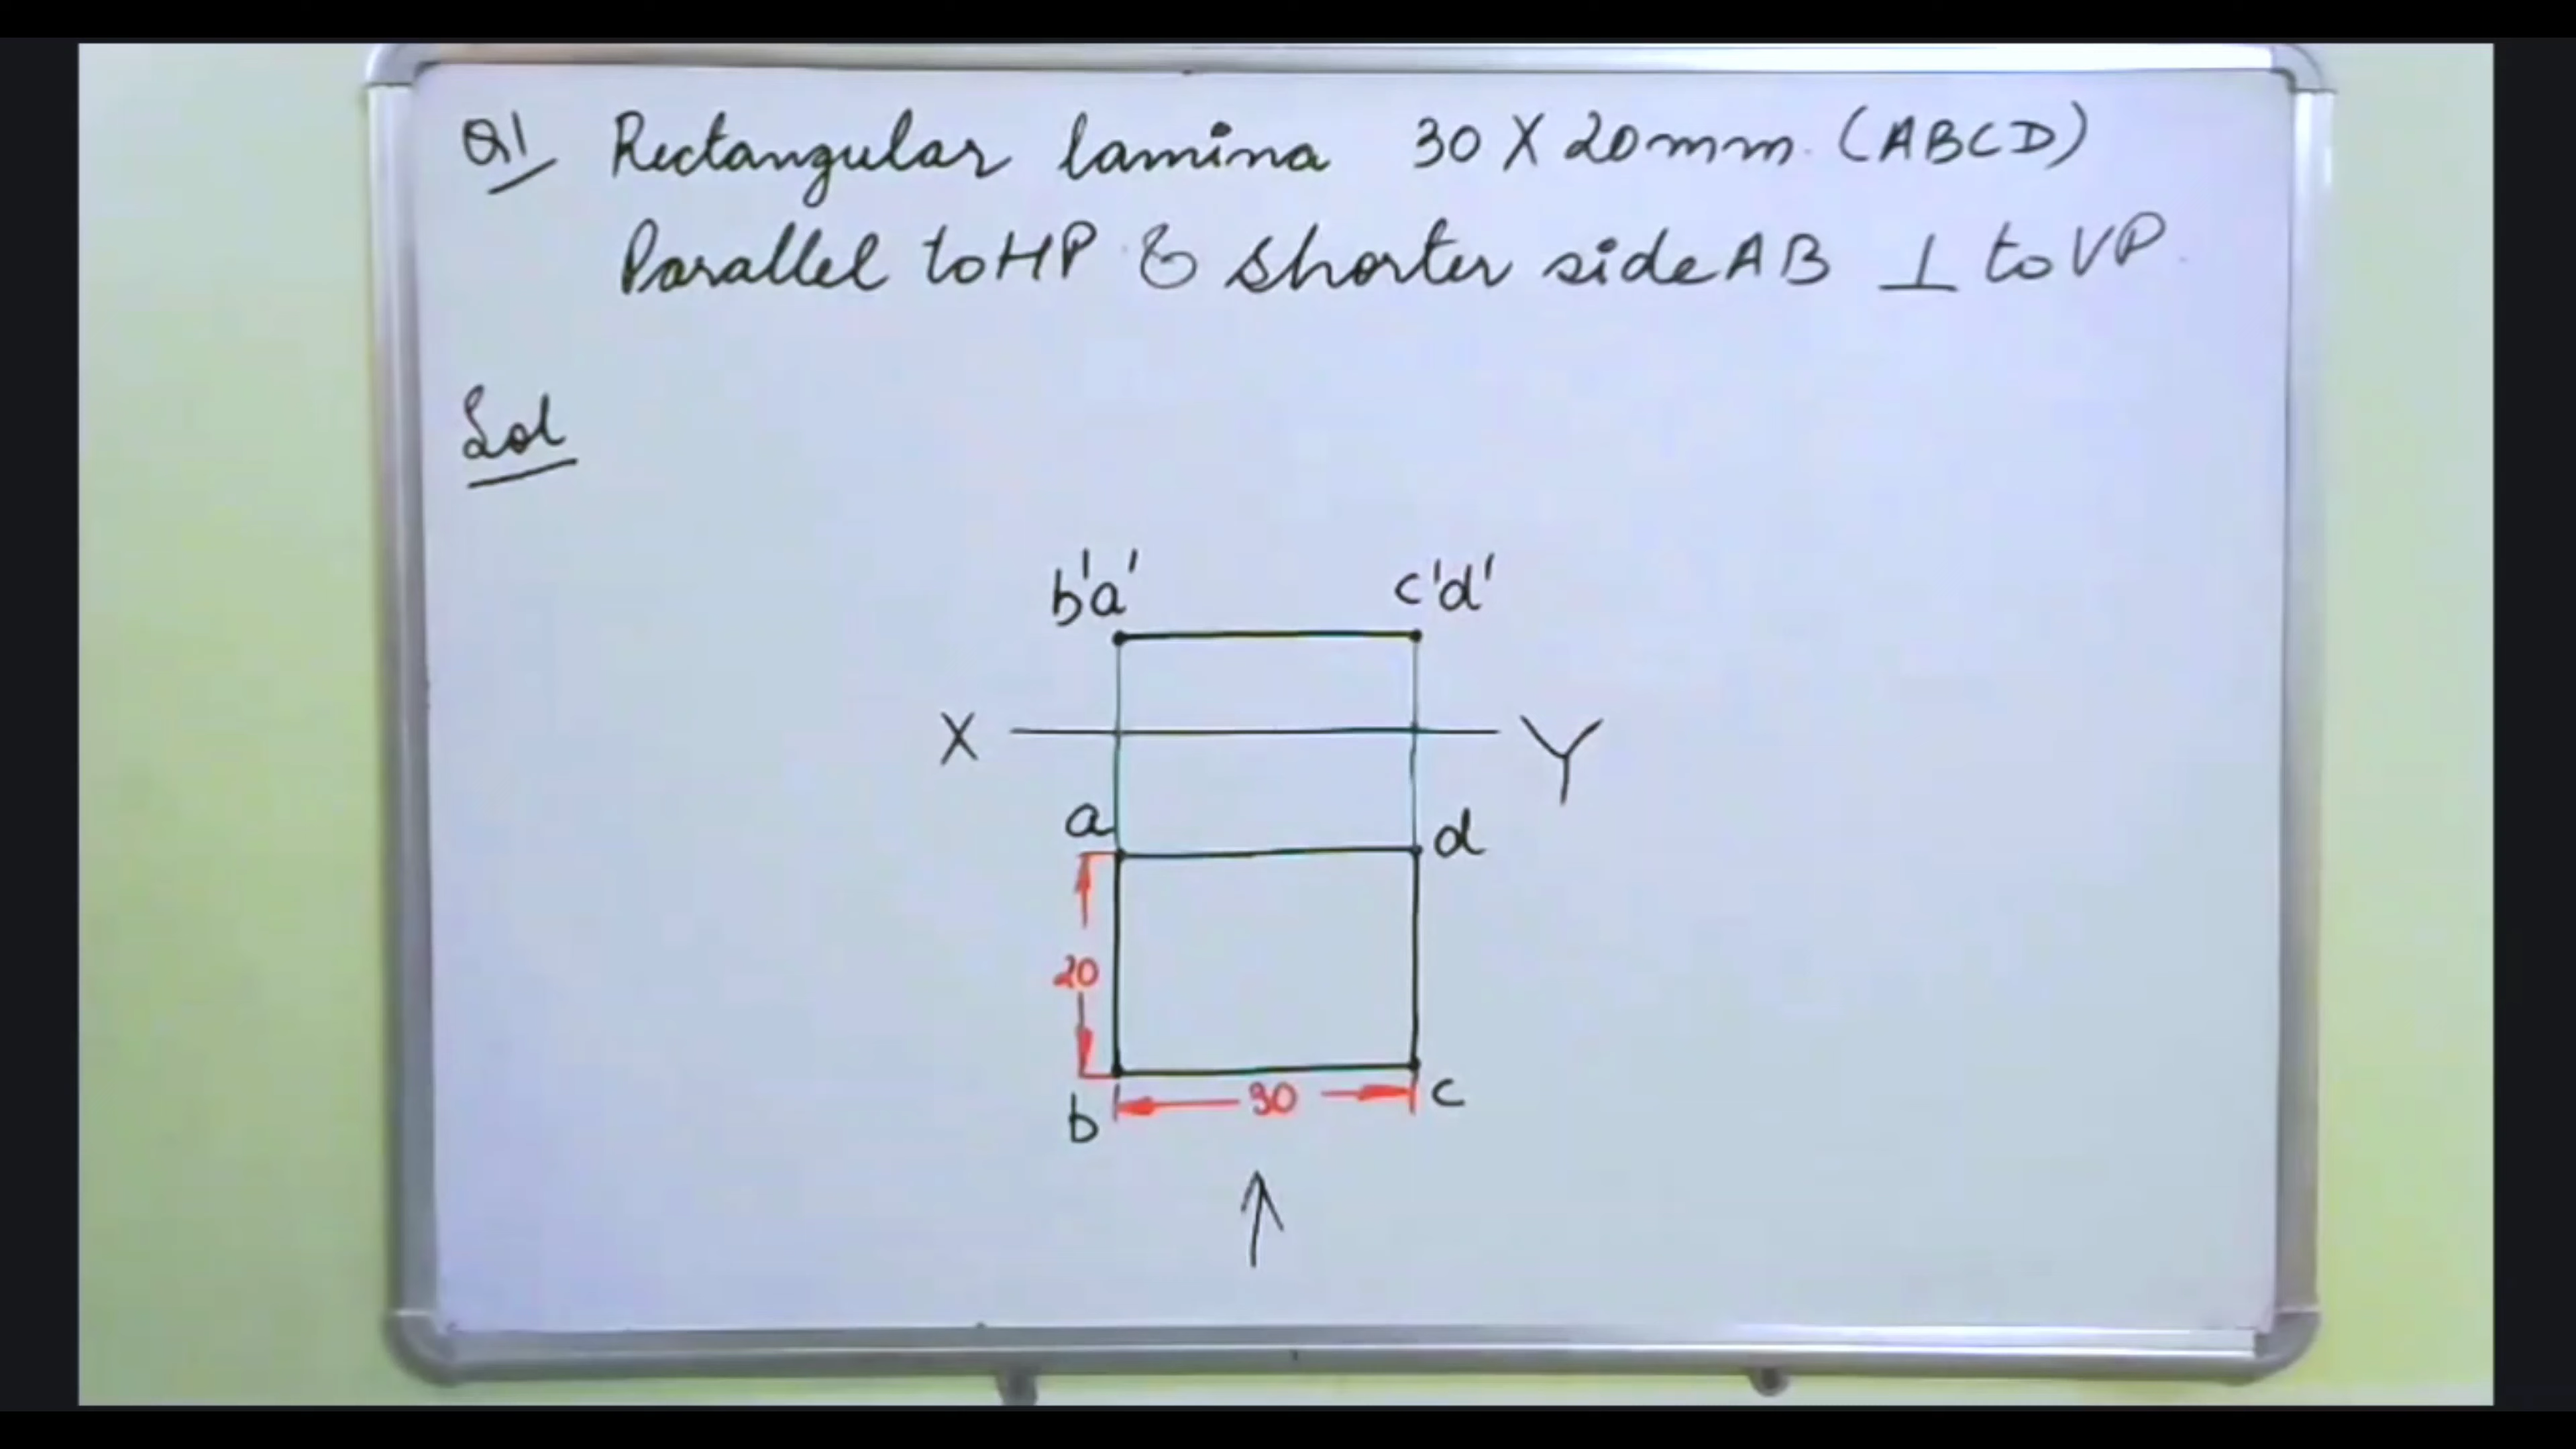 Q1 Rectangular lamina 30 X 20mm. (ABCD)
Parallel to HP & shorter side AB ⊥ to VP.
Sol
b'a' c'd'
X Y
a d
20
30
b c